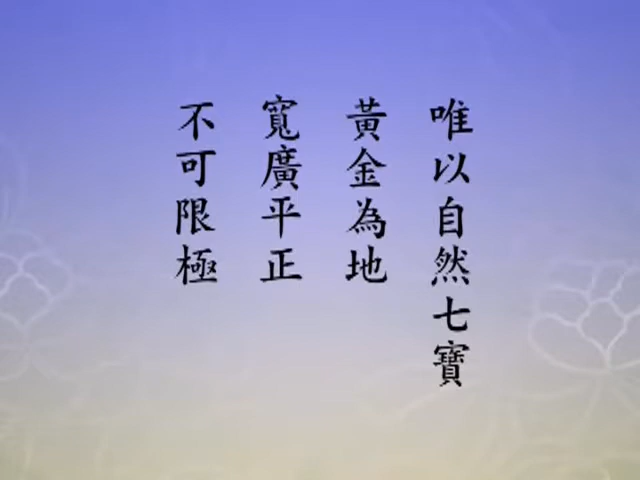 唯以自然七寶
黃金為地
寬廣平正
不可限極